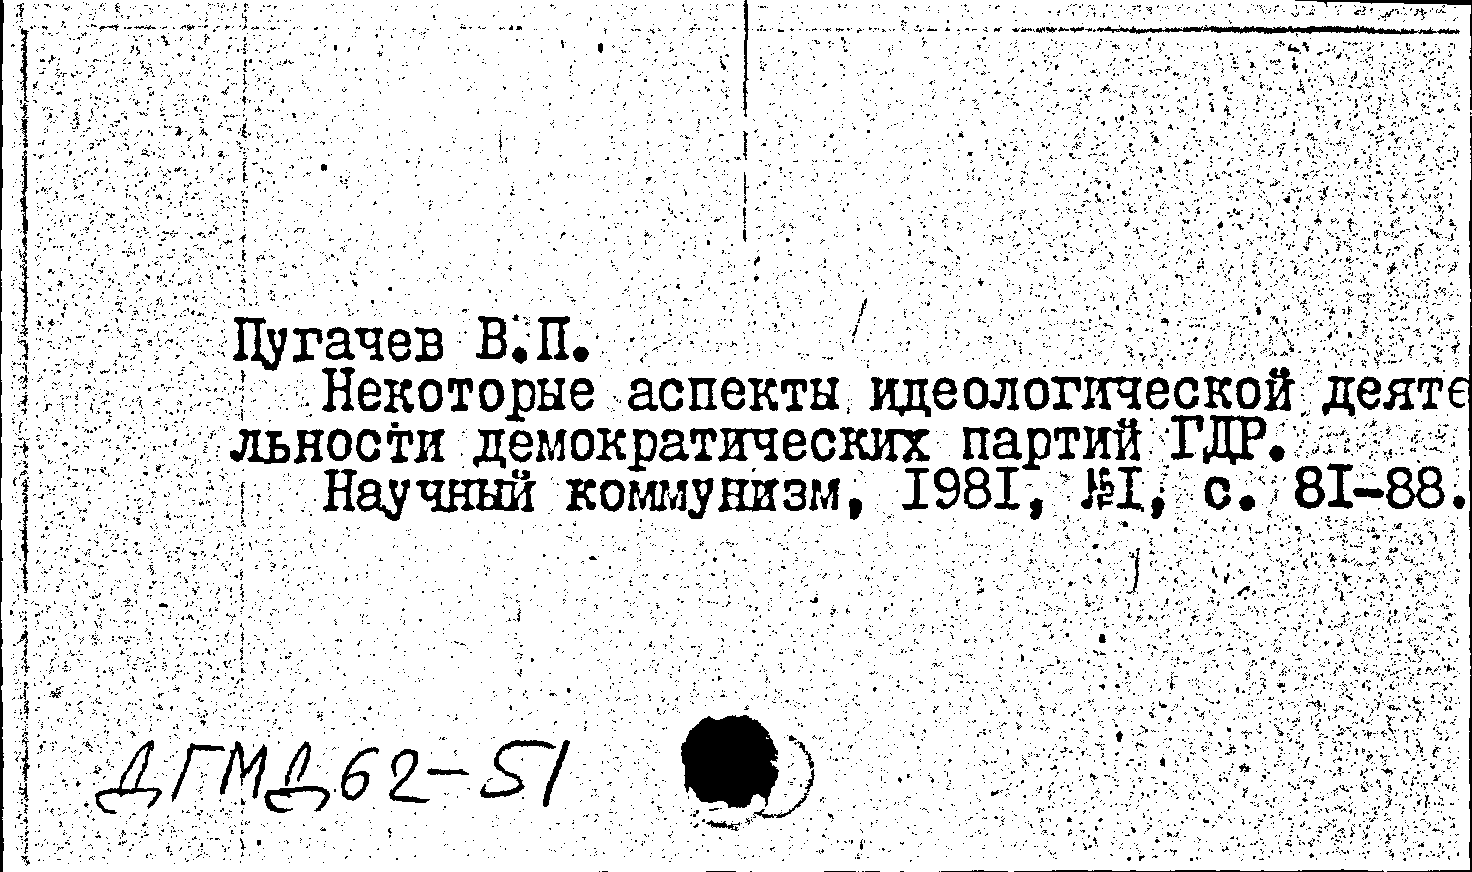 Пугачев В.П.
Некоторые аспекты идеологической деяте
льности демократических партий ГДР.
Научный коммунизм, 1981, №1, с. 81-88.
ДГМД62-51